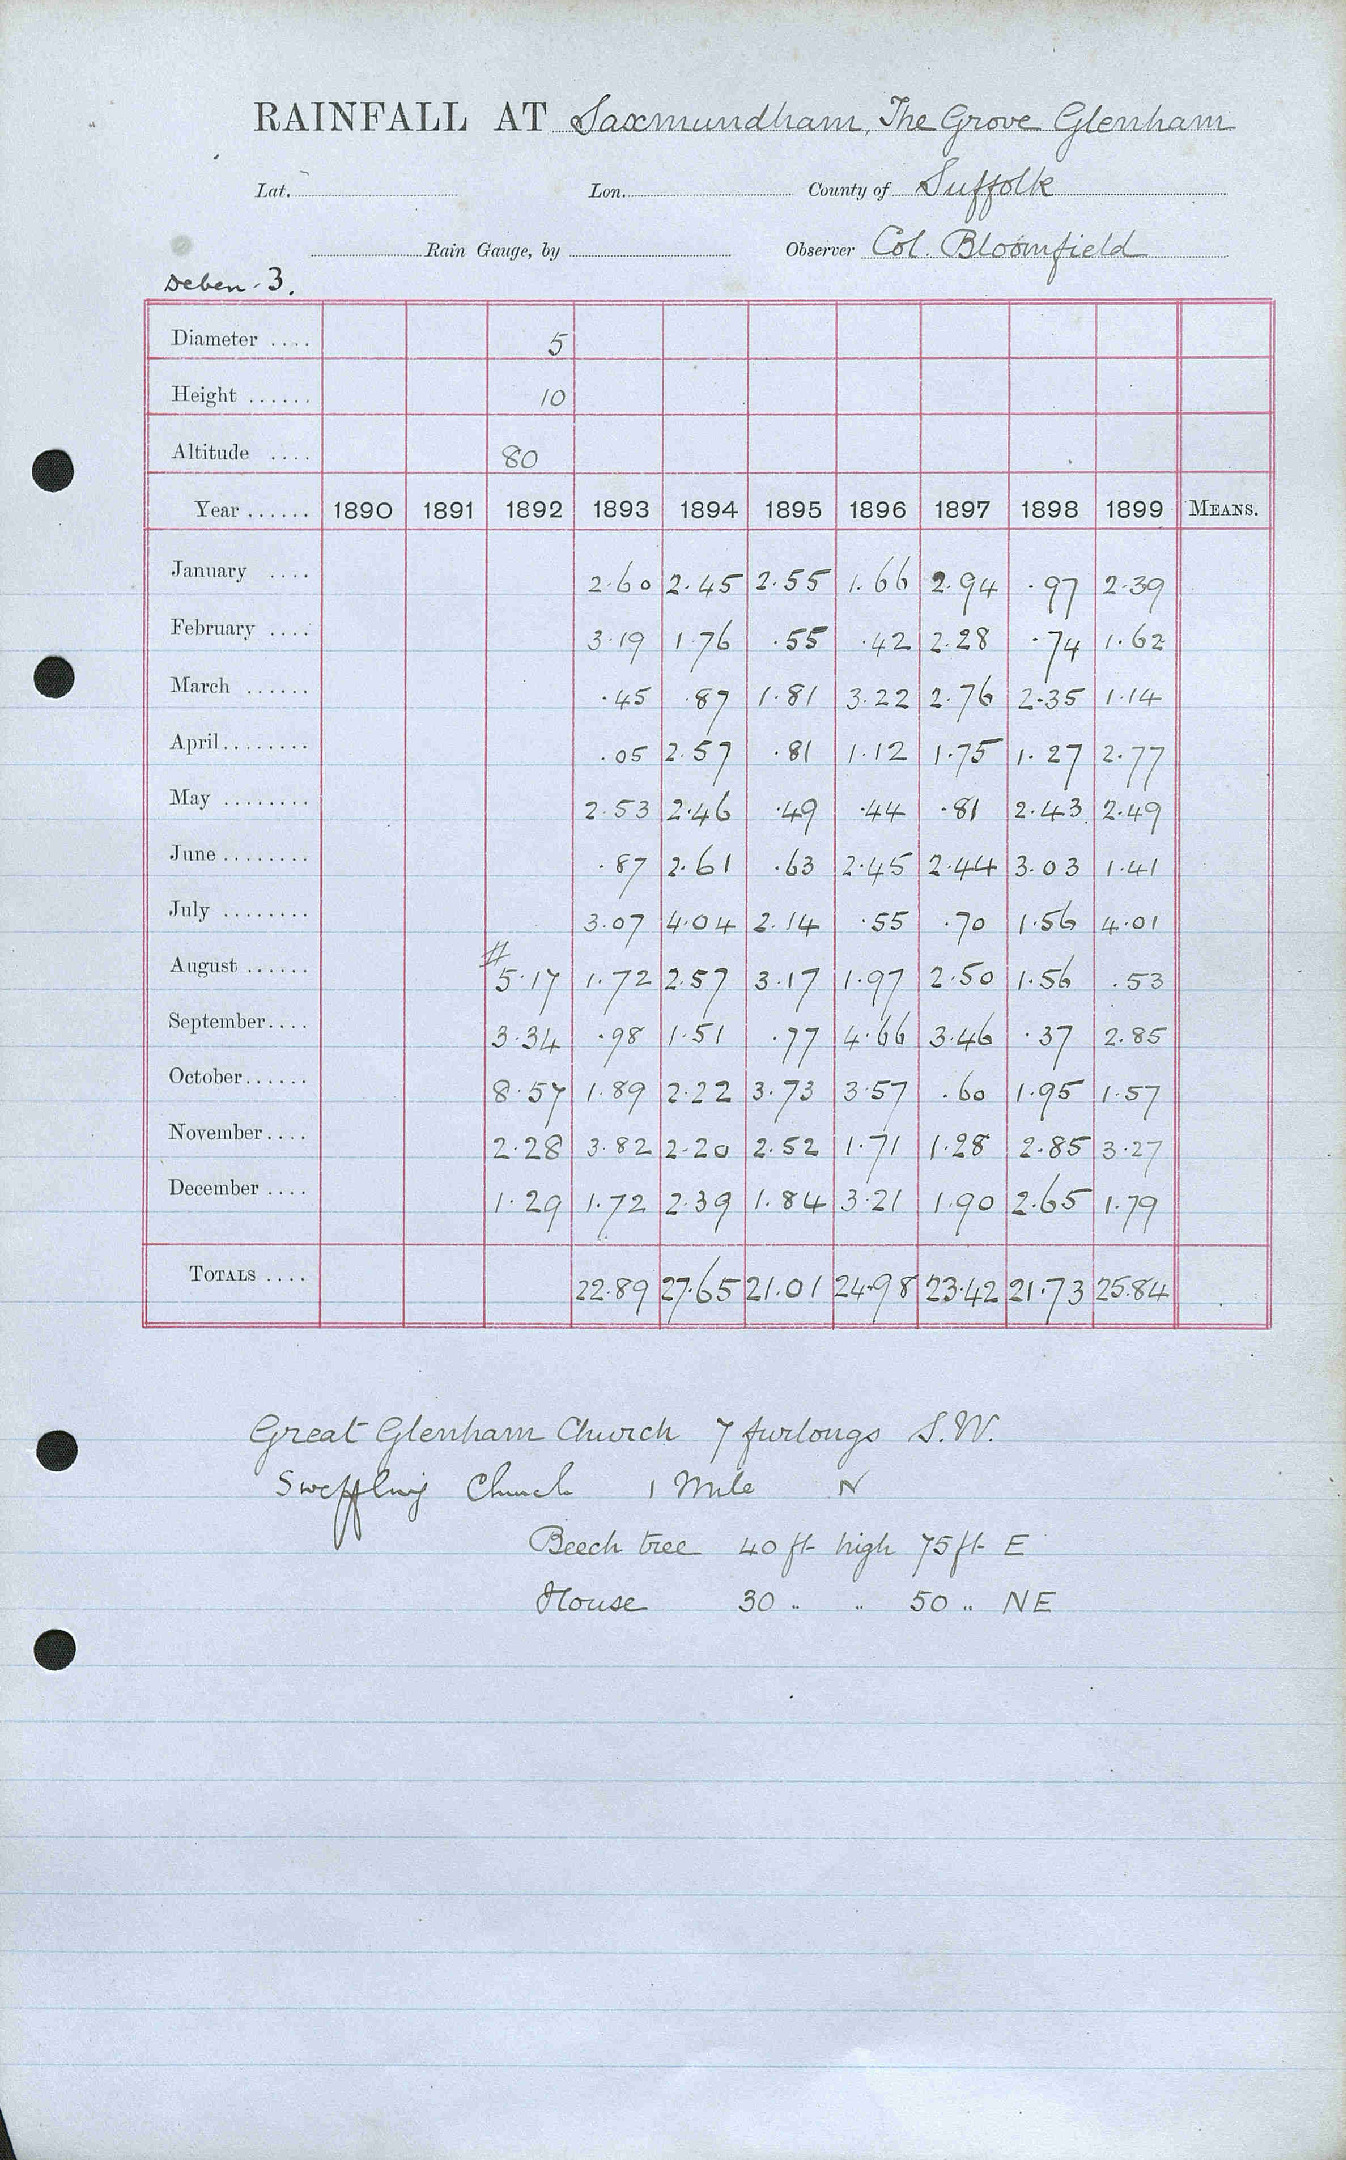 RAINFALL AT Saxmundham, The Grove Glenham
Lat. Lon. County of Suffolk
Rain Gauge, by Observer Col. Bloomfield
Deben 3.
Diameter .... 5
Height ...... 10
Altitude .... 80
Year ...... 1890 1891 1892 1893 1894 1895 1896 1897 1898 1899 MEANS.
January .... 2.60 2.45 2.55 1.66 2.94 .97 2.39
February .... 3.19 1.76 .55 .42 2.28 .74 1.62
March ...... .45 .87 1.81 3.22 2.76 2.35 1.14
April ........ .05 2.57 .81 1.12 1.75 1.27 2.77
May ........ 2.53 2.46 .49 .44 .81 2.43 2.49
June ........ .87 2.61 .63 2.45 2.44 3.03 1.41
July ........ 3.07 4.04 2.14 .55 .70 1.56 4.01
August ...... # 5.17 1.72 2.57 3.17 1.97 2.50 1.56 .53
September.... 3.34 .98 1.51 .77 4.66 3.46 .37 2.85
October...... 8.57 1.89 2.22 3.73 3.57 .60 1.95 1.57
November.... 2.28 3.82 2.20 2.52 1.71 1.28 2.85 3.27
December .... 1.29 1.72 2.39 1.84 3.21 1.90 2.65 1.79
TOTALS .... 22.89 27.65 21.01 24.98 23.42 21.73 25.84
Great Glenham Church 7 furlongs S.W.
Sweffling Church 1 Mile N
Beech tree 40 ft high 75 ft E
House 30 " " 50 " NE